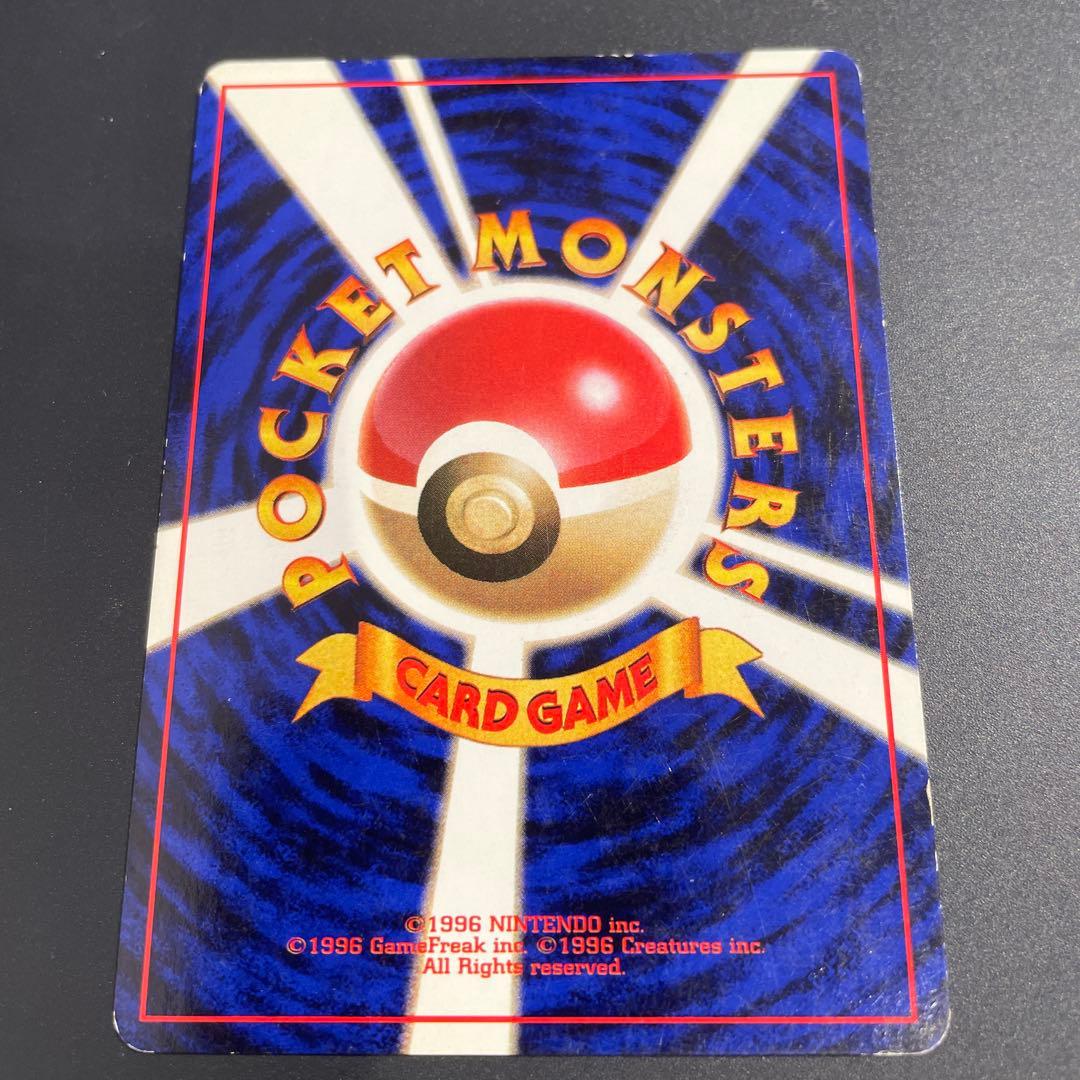 POCKET MONSTERS
CARD GAME
©1996 NINTENDO inc.
©1996 GameFreak inc. ©1996 Creatures inc.
All Rights reserved.